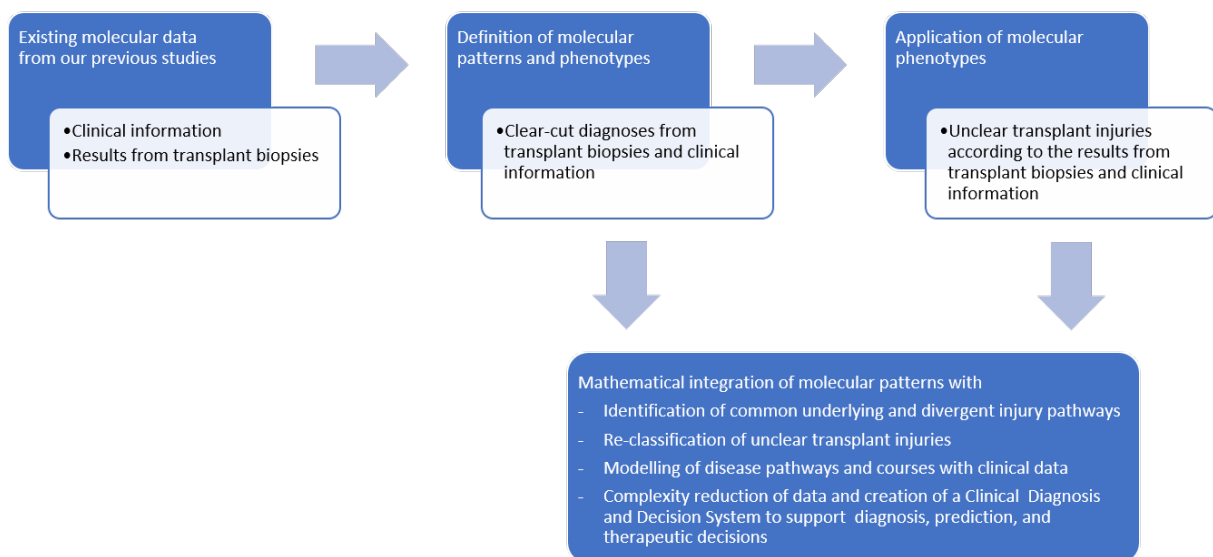 Existing molecular data
from our previous studies
•Clinical information
•Results from transplant biopsies
Definition of molecular
patterns and phenotypes
•Clear-cut diagnoses from
transplant biopsies and clinical
information
Application of molecular
phenotypes
•Unclear transplant injuries
according to the results from
transplant biopsies and clinical
information
Mathematical integration of molecular patterns with
- Identification of common underlying and divergent injury pathways
- Re-classification of unclear transplant injuries
- Modelling of disease pathways and courses with clinical data
- Complexity reduction of data and creation of a Clinical Diagnosis
and Decision System to support diagnosis, prediction, and
therapeutic decisions